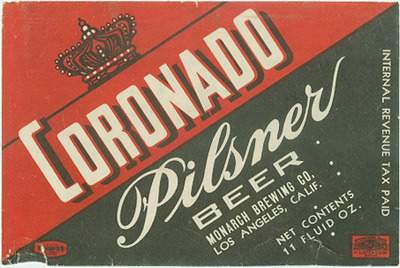 CORONADO
Pilsner
BEER
MONARCH BREWING CO.
LOS ANGELES, CALIF.
NET CONTENTS
11 FLUID OZ.
INTERNAL REVENUE TAX PAID